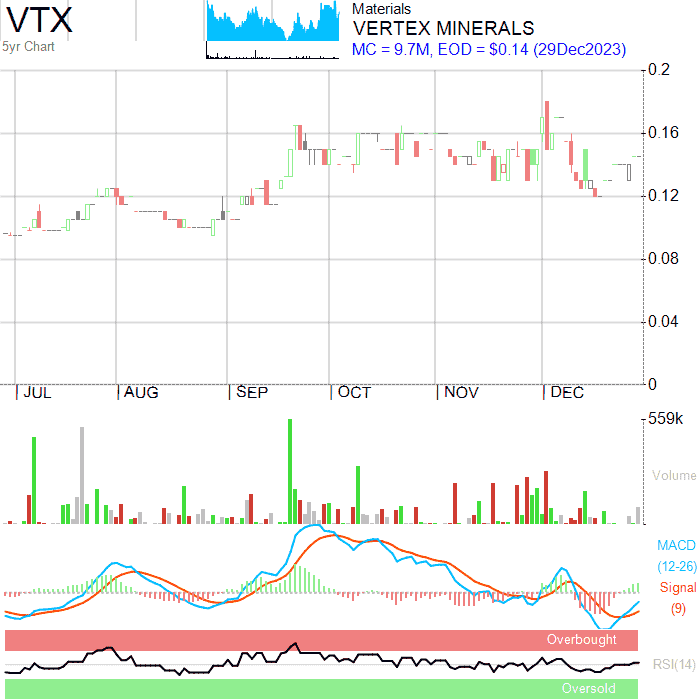 VTX
5yr Chart
Materials
VERTEX MINERALS
MC = 9.7M, EOD = $0.14 (29Dec2023)
0.2
0.16
0.12
0.08
0.04
0
JUL AUG SEP OCT NOV DEC
559k
Volume
MACD
(12-26)
Signal
(9)
Overbought
RSI(14)
Oversold